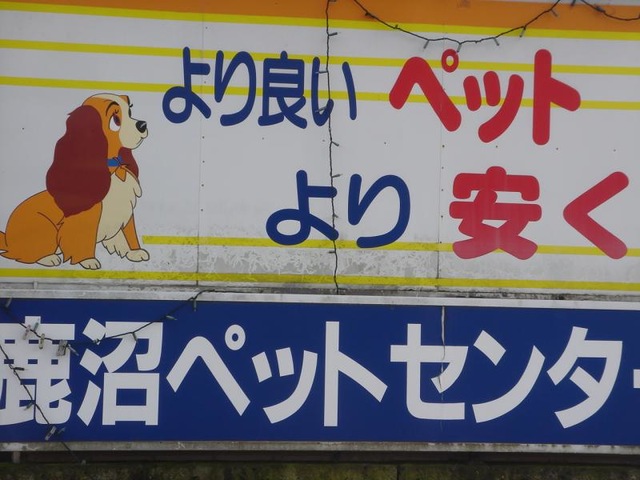 より良いペット
より安く
鹿沼ペットセンター